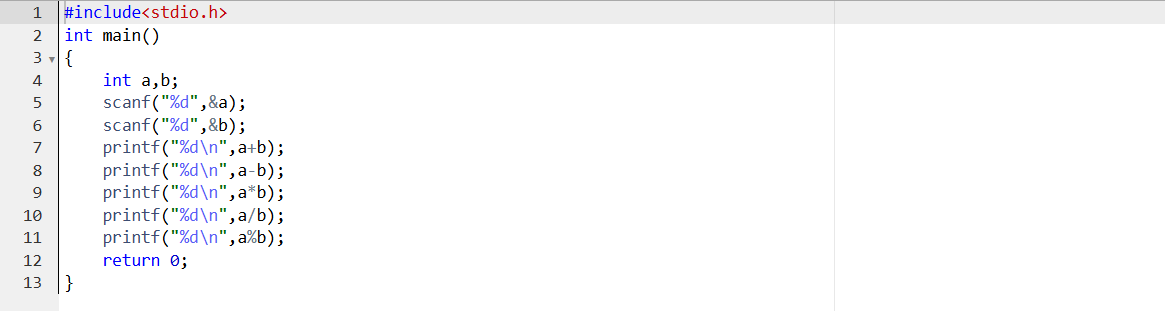 1 #include<stdio.h>
2 int main()
3 {
4     int a,b;
5     scanf("%d",&a);
6     scanf("%d",&b);
7     printf("%d\n",a+b);
8     printf("%d\n",a-b);
9     printf("%d\n",a*b);
10     printf("%d\n",a/b);
11     printf("%d\n",a%b);
12     return 0;
13 }